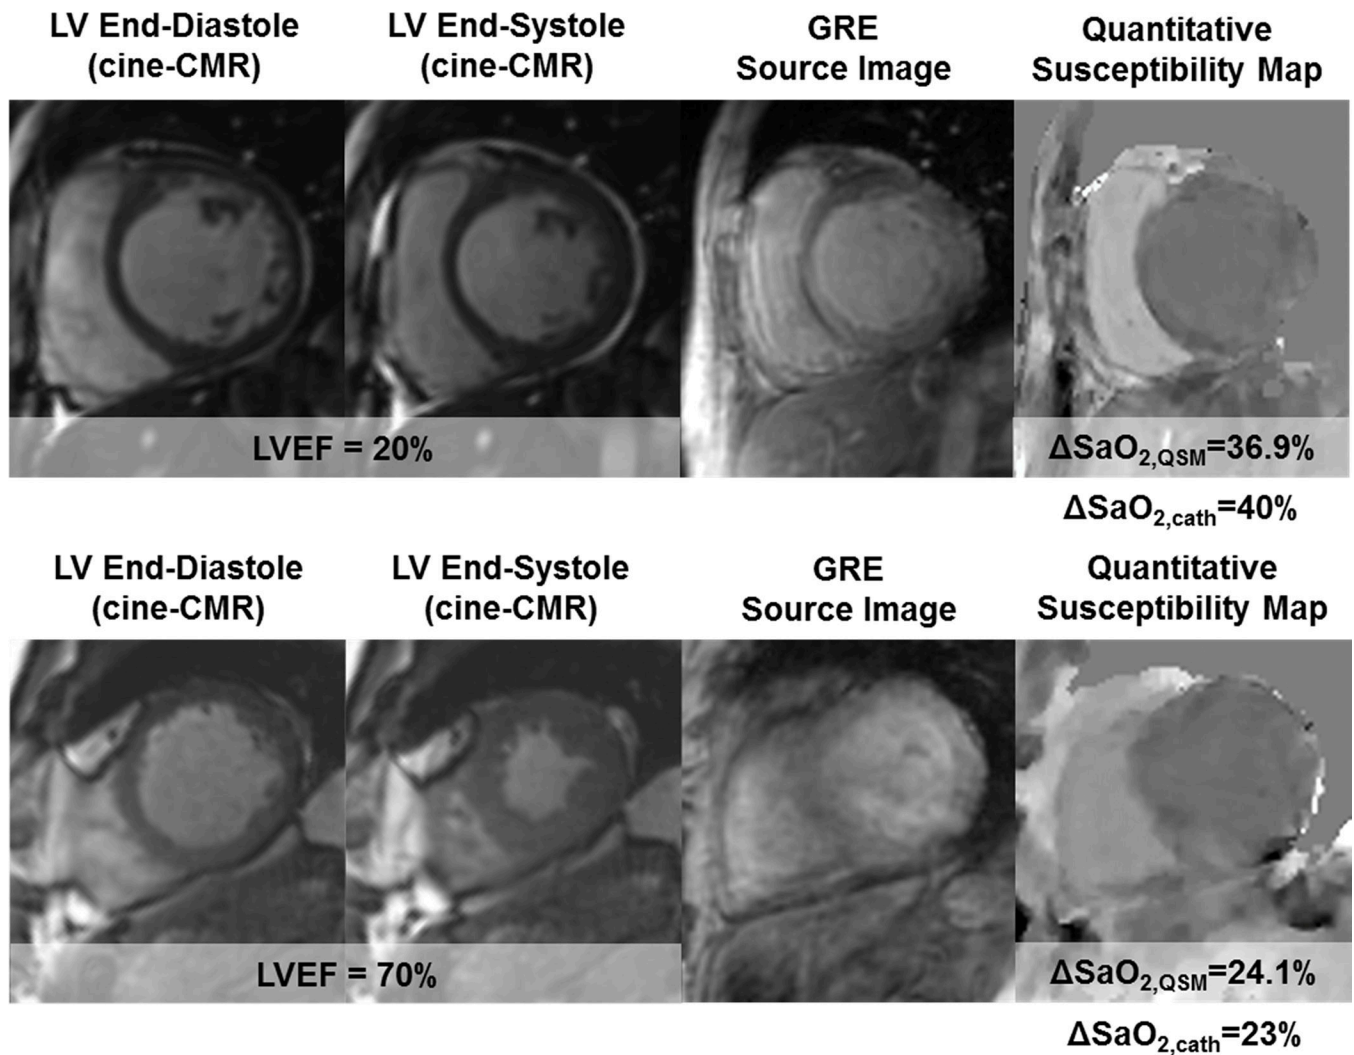 LV End-Diastole
(cine-CMR)
LV End-Systole
(cine-CMR)
GRE
Source Image
Quantitative
Susceptibility Map
LVEF = 20%
ΔSaO2,QSM=36.9%
ΔSaO2,cath=40%
LV End-Diastole
(cine-CMR)
LV End-Systole
(cine-CMR)
GRE
Source Image
Quantitative
Susceptibility Map
LVEF = 70%
ΔSaO2,QSM=24.1%
ΔSaO2,cath=23%